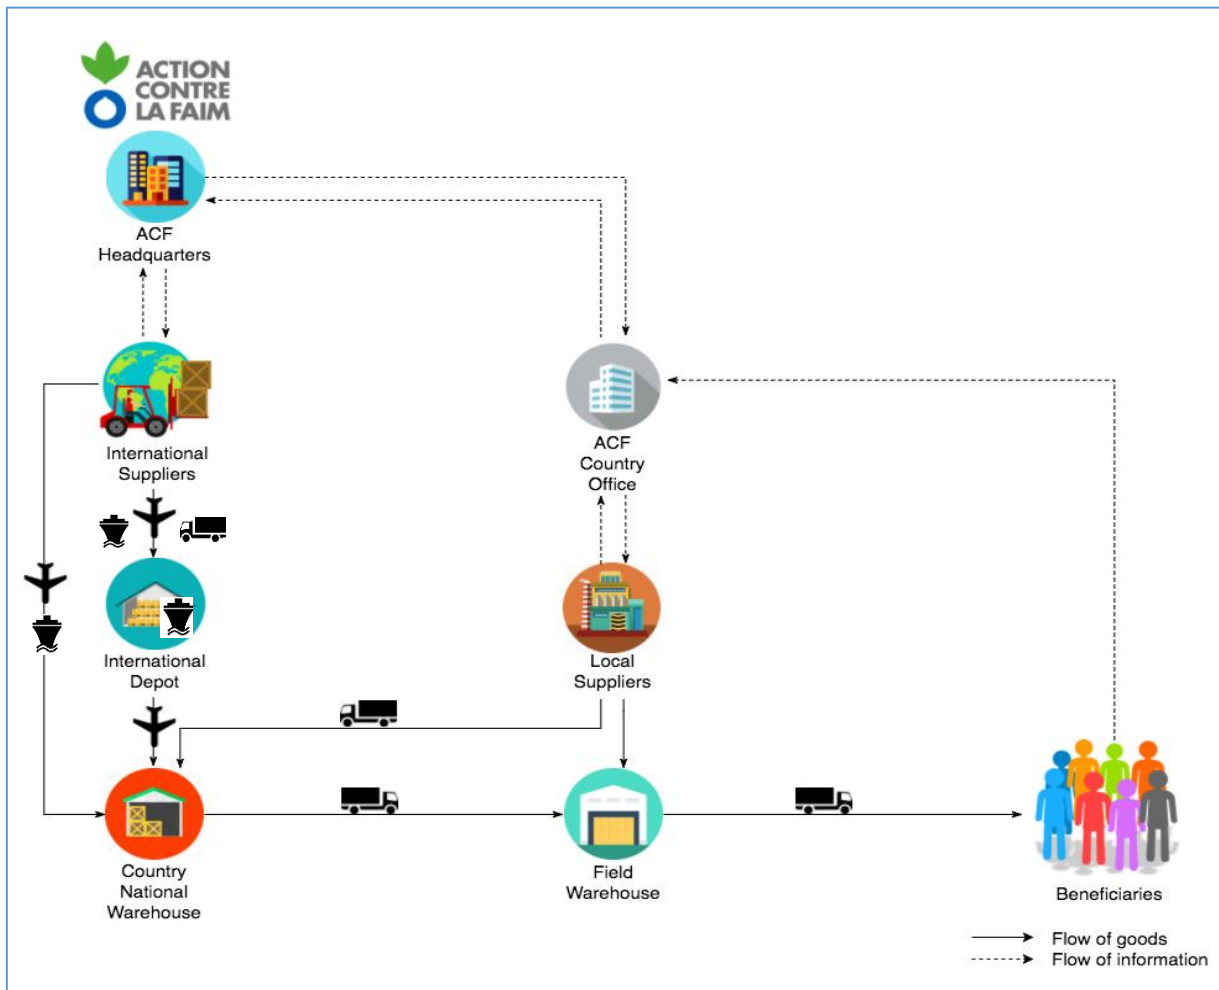 ACTION
CONTRE
LA FAIM
ACF
Headquarters
International
Suppliers
ACF
Country
Office
International
Depot
Local
Suppliers
Country
National
Warehouse
Field
Warehouse
Beneficiaries
Flow of goods
Flow of information